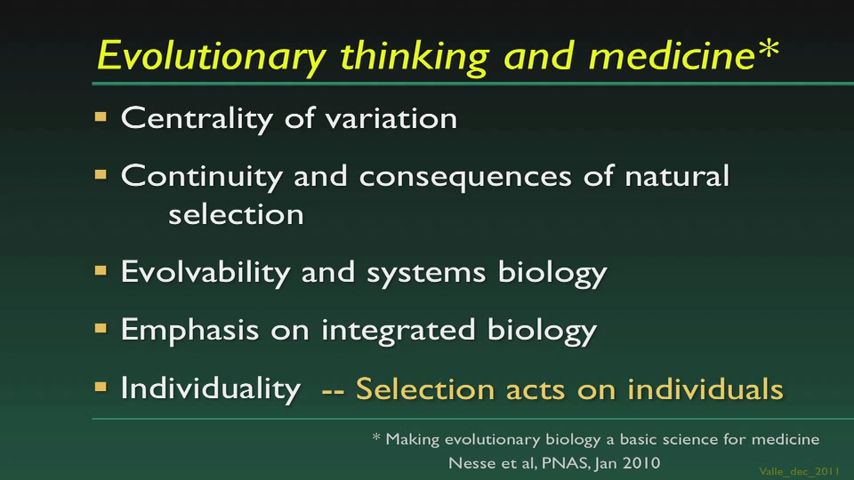 Evolutionary thinking and medicine*
Centrality of variation
Continuity and consequences of natural
selection
Evolvability and systems biology
Emphasis on integrated biology
Individuality -- Selection acts on individuals
* Making evolutionary biology a basic science for medicine
Nesse et al, PNAS, Jan 2010
Valle_dec_2011